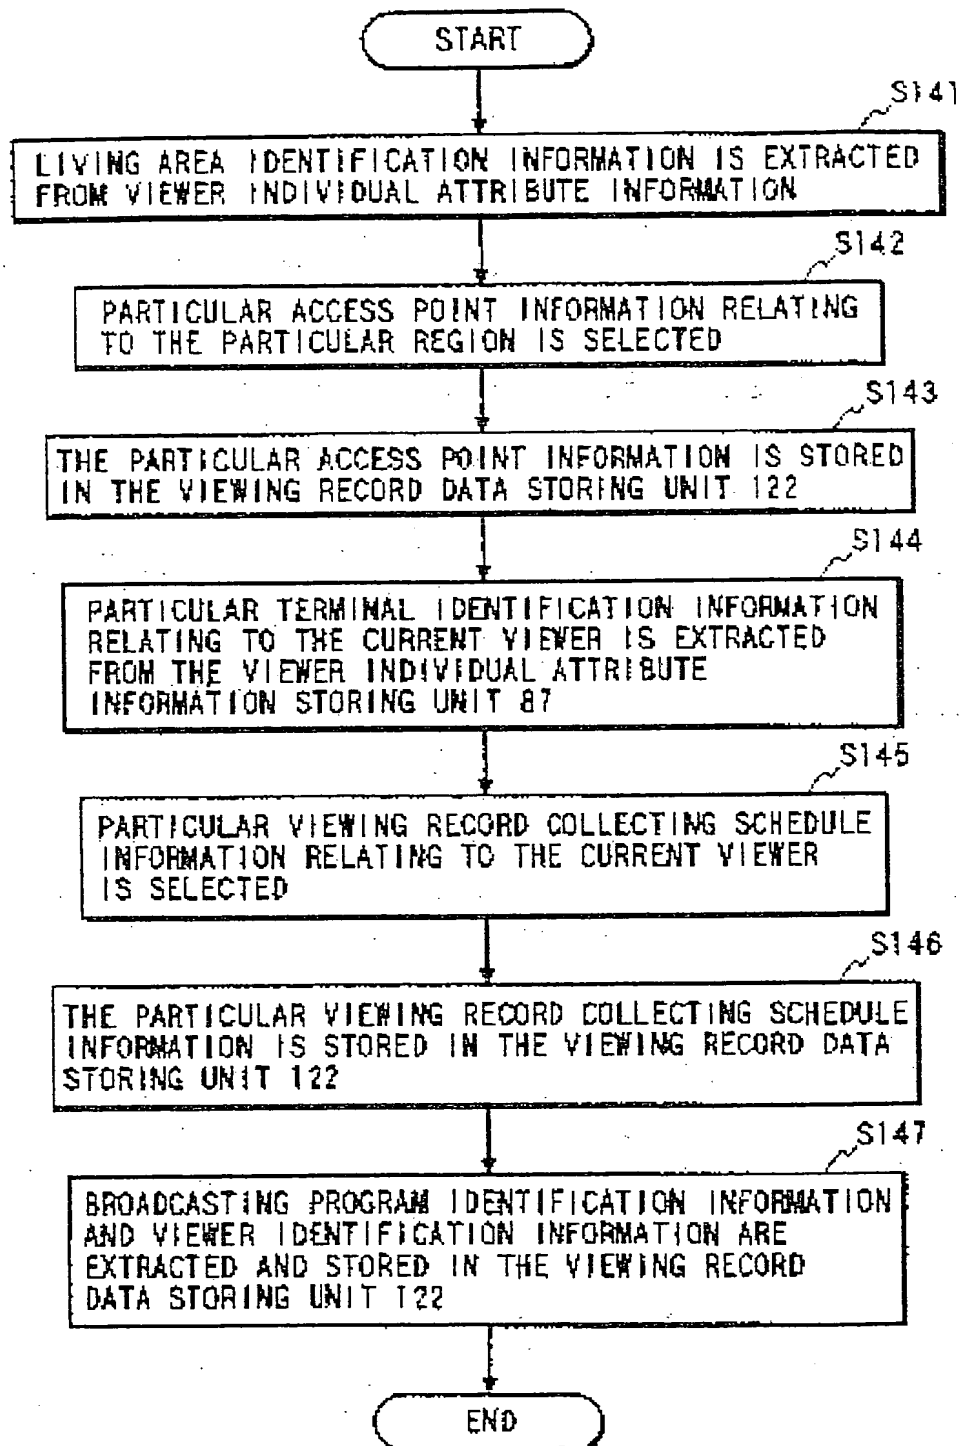 START
S141
LIVING AREA IDENTIFICATION INFORMATION IS EXTRACTED
FROM VIEWER INDIVIDUAL ATTRIBUTE INFORMATION
S142
PARTICULAR ACCESS POINT INFORMATION RELATING
TO THE PARTICULAR REGION IS SELECTED
S143
THE PARTICULAR ACCESS POINT INFORMATION IS STORED
IN THE VIEWING RECORD DATA STORING UNIT 122
S144
PARTICULAR TERMINAL IDENTIFICATION INFORMATION
RELATING TO THE CURRENT VIEWER IS EXTRACTED
FROM THE VIEWER INDIVIDUAL ATTRIBUTE
INFORMATION STORING UNIT 87
S145
PARTICULAR VIEWING RECORD COLLECTING SCHEDULE
INFORMATION RELATING TO THE CURRENT VIEWER
IS SELECTED
S146
THE PARTICULAR VIEWING RECORD COLLECTING SCHEDULE
INFORMATION IS STORED IN THE VIEWING RECORD DATA
STORING UNIT 122
S147
BROADCASTING PROGRAM IDENTIFICATION INFORMATION
AND VIEWER IDENTIFICATION INFORMATION ARE
EXTRACTED AND STORED IN THE VIEWING RECORD
DATA STORING UNIT 122
END